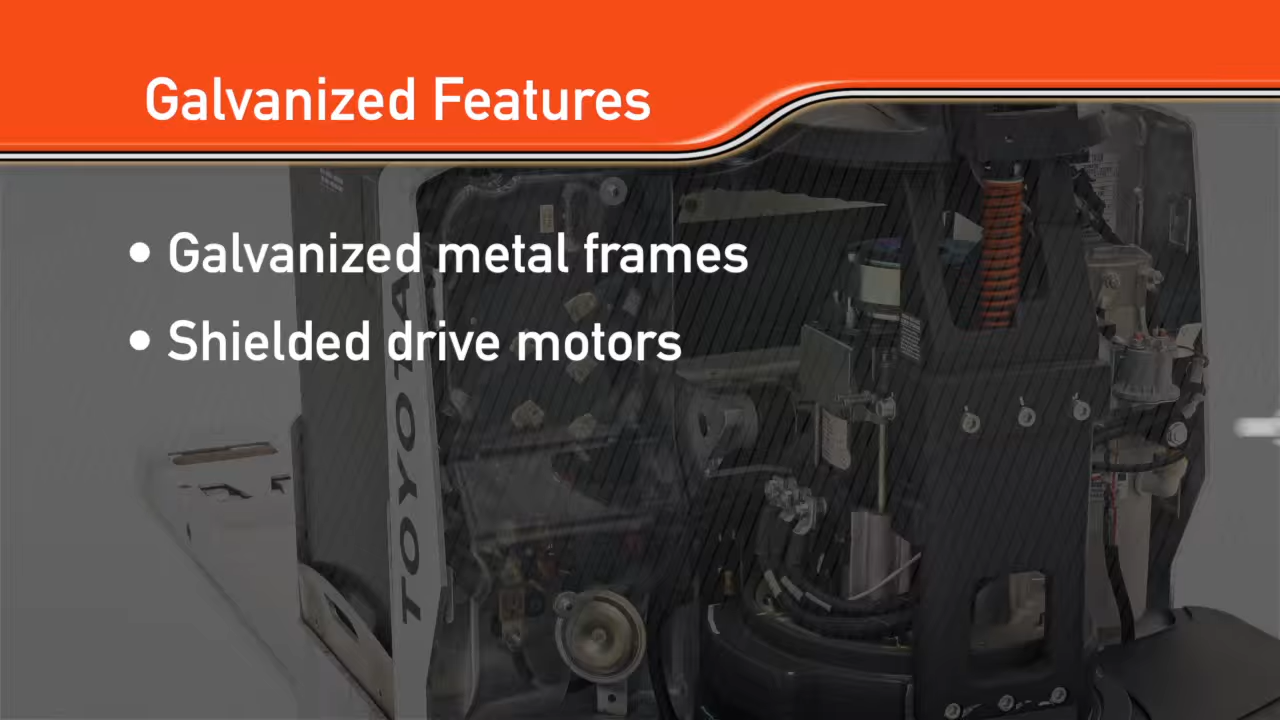 Galvanized Features
• Galvanized metal frames
• Shielded drive motors
TOYOTA